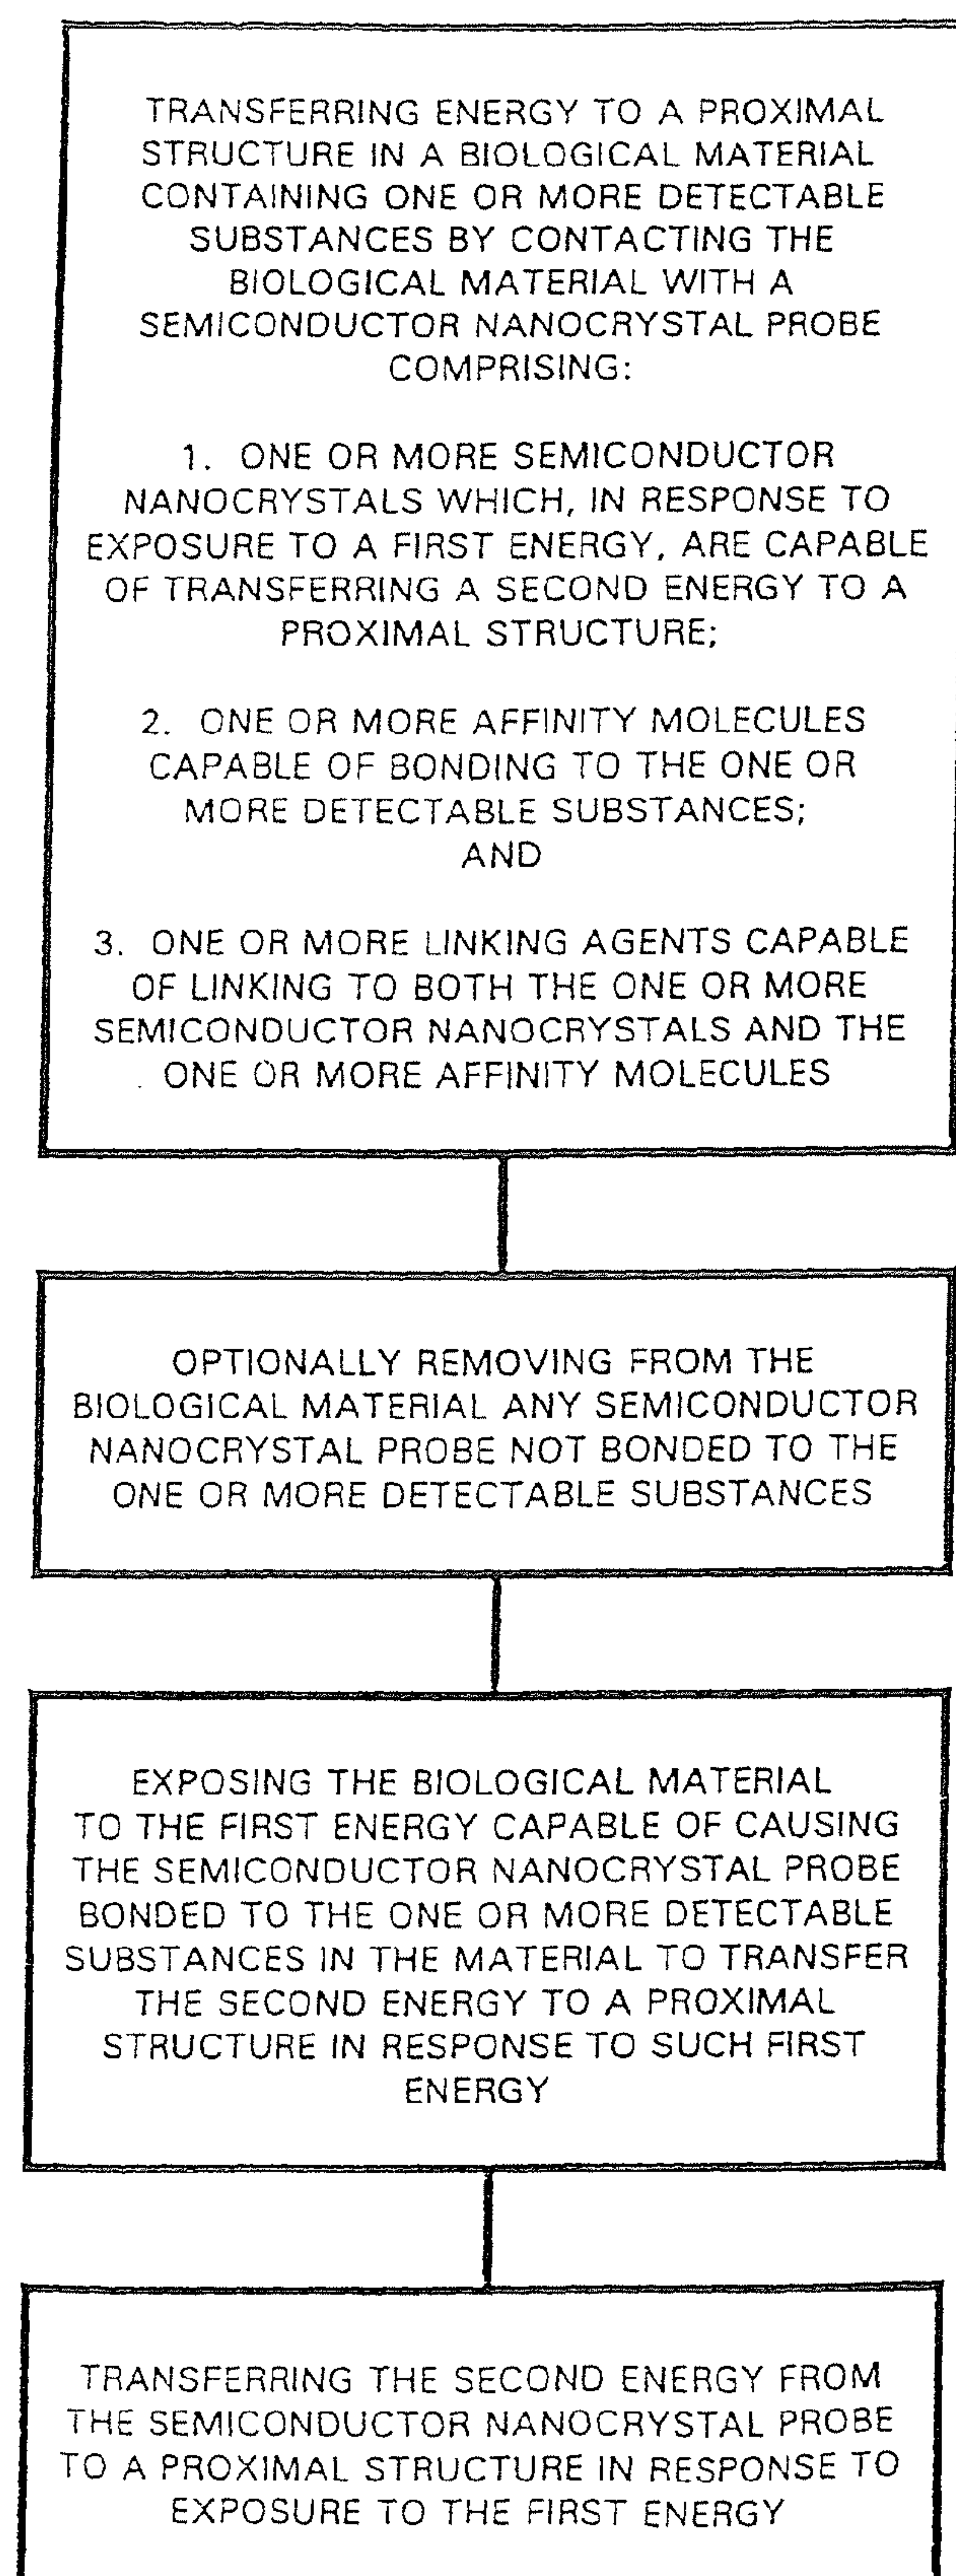 TRANSFERRING ENERGY TO A PROXIMAL
STRUCTURE IN A BIOLOGICAL MATERIAL
CONTAINING ONE OR MORE DETECTABLE
SUBSTANCES BY CONTACTING THE
BIOLOGICAL MATERIAL WITH A
SEMICONDUCTOR NANOCRYSTAL PROBE
COMPRISING:
1. ONE OR MORE SEMICONDUCTOR
NANOCRYSTALS WHICH, IN RESPONSE TO
EXPOSURE TO A FIRST ENERGY, ARE CAPABLE
OF TRANSFERRING A SECOND ENERGY TO A
PROXIMAL STRUCTURE;
2. ONE OR MORE AFFINITY MOLECULES
CAPABLE OF BONDING TO THE ONE OR
MORE DETECTABLE SUBSTANCES;
AND
3. ONE OR MORE LINKING AGENTS CAPABLE
OF LINKING TO BOTH THE ONE OR MORE
SEMICONDUCTOR NANOCRYSTALS AND THE
ONE OR MORE AFFINITY MOLECULES
OPTIONALLY REMOVING FROM THE
BIOLOGICAL MATERIAL ANY SEMICONDUCTOR
NANOCRYSTAL PROBE NOT BONDED TO THE
ONE OR MORE DETECTABLE SUBSTANCES
EXPOSING THE BIOLOGICAL MATERIAL
TO THE FIRST ENERGY CAPABLE OF CAUSING
THE SEMICONDUCTOR NANOCRYSTAL PROBE
BONDED TO THE ONE OR MORE DETECTABLE
SUBSTANCES IN THE MATERIAL TO TRANSFER
THE SECOND ENERGY TO A PROXIMAL
STRUCTURE IN RESPONSE TO SUCH FIRST
ENERGY
TRANSFERRING THE SECOND ENERGY FROM
THE SEMICONDUCTOR NANOCRYSTAL PROBE
TO A PROXIMAL STRUCTURE IN RESPONSE TO
EXPOSURE TO THE FIRST ENERGY